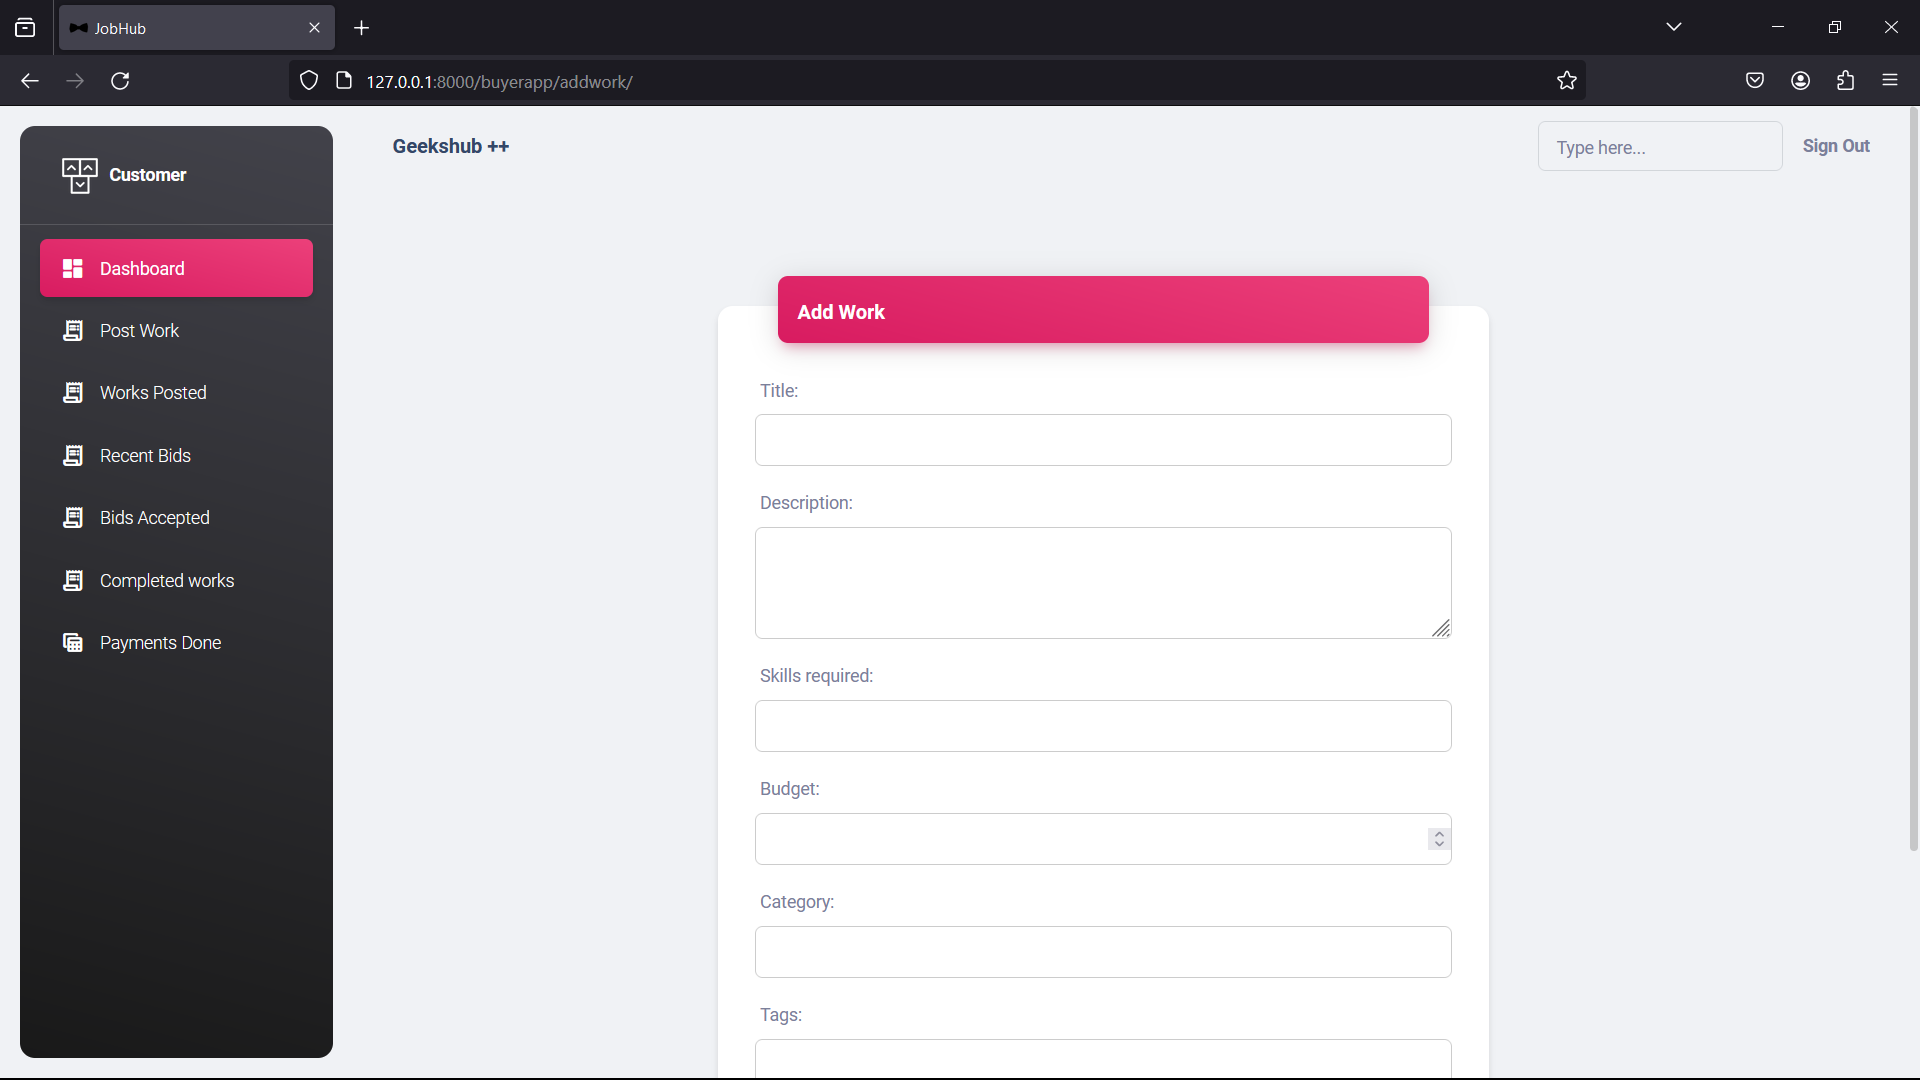 JobHub
127.0.0.1:8000/buyerapp/addwork/
Customer
Geekshub ++
Type here...
Sign Out
Dashboard
Post Work
Works Posted
Recent Bids
Bids Accepted
Completed works
Payments Done
Add Work
Title:
Description:
Skills required:
Budget:
Category:
Tags: